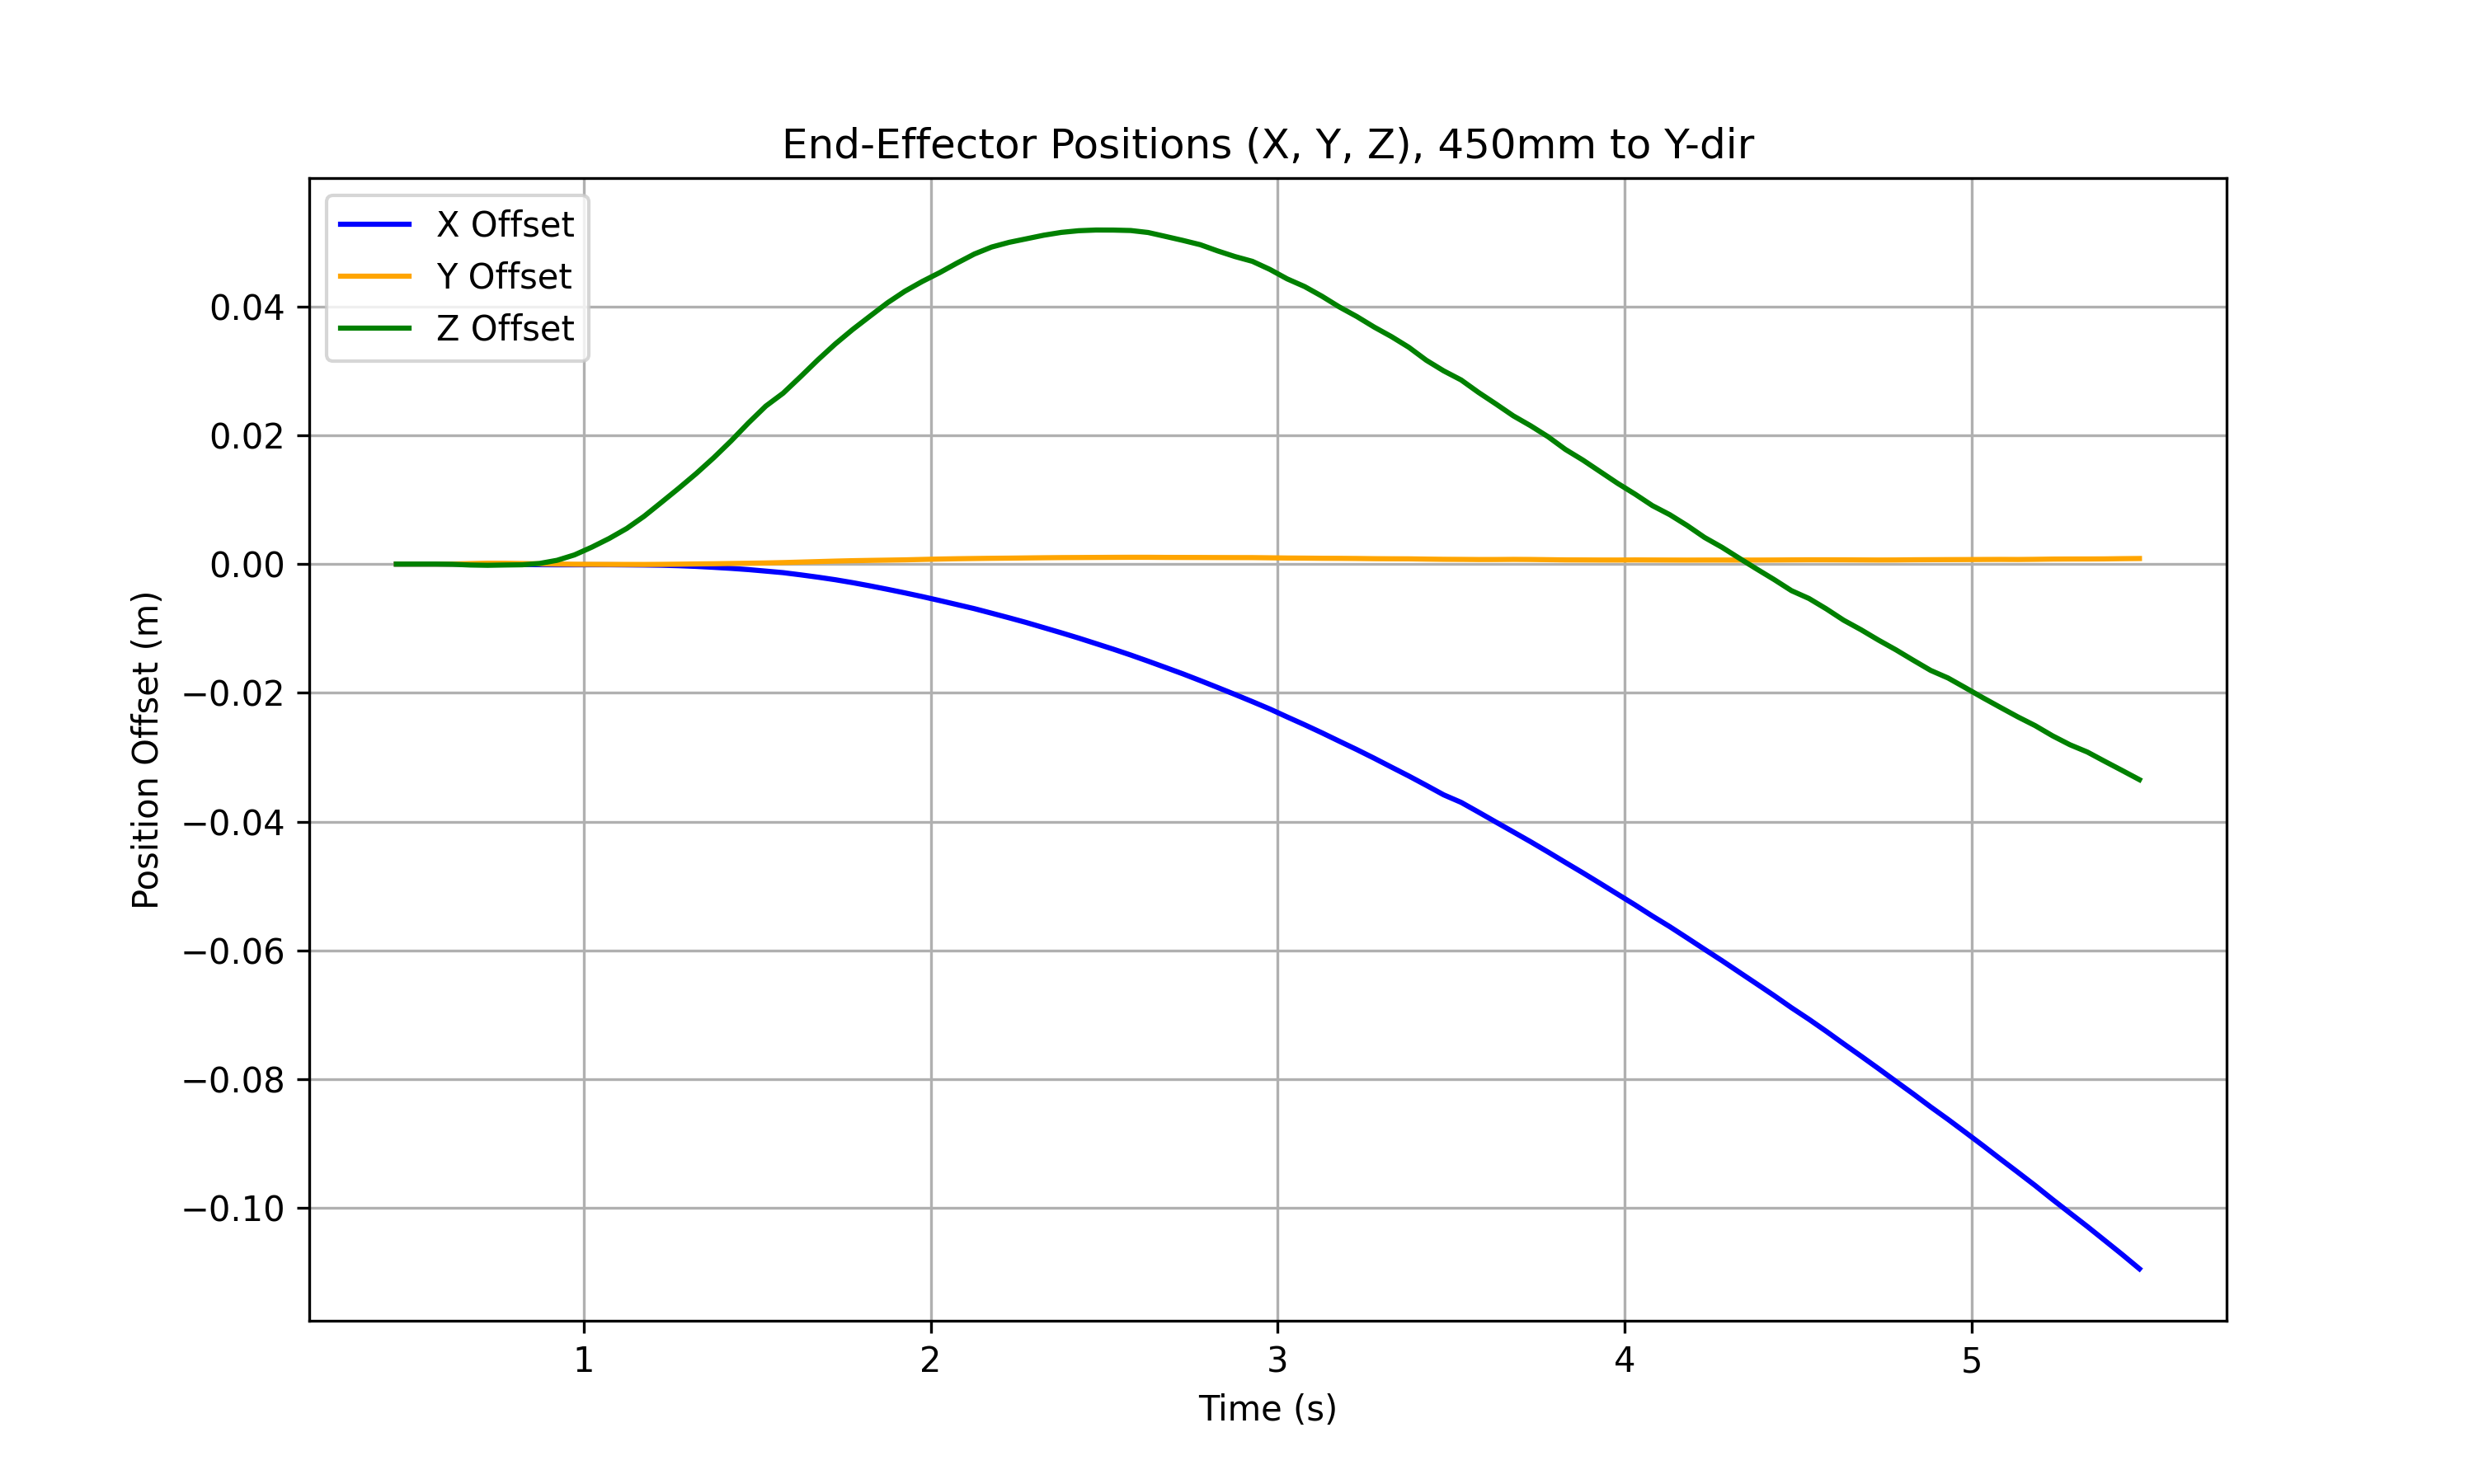 End-Effector Positions (X, Y, Z), 450mm to Y-dir
X Offset
Y Offset
Z Offset
0.04
0.02
0.00
−0.02
−0.04
−0.06
−0.08
−0.10
Position Offset (m)
1 2 3 4 5
Time (s)